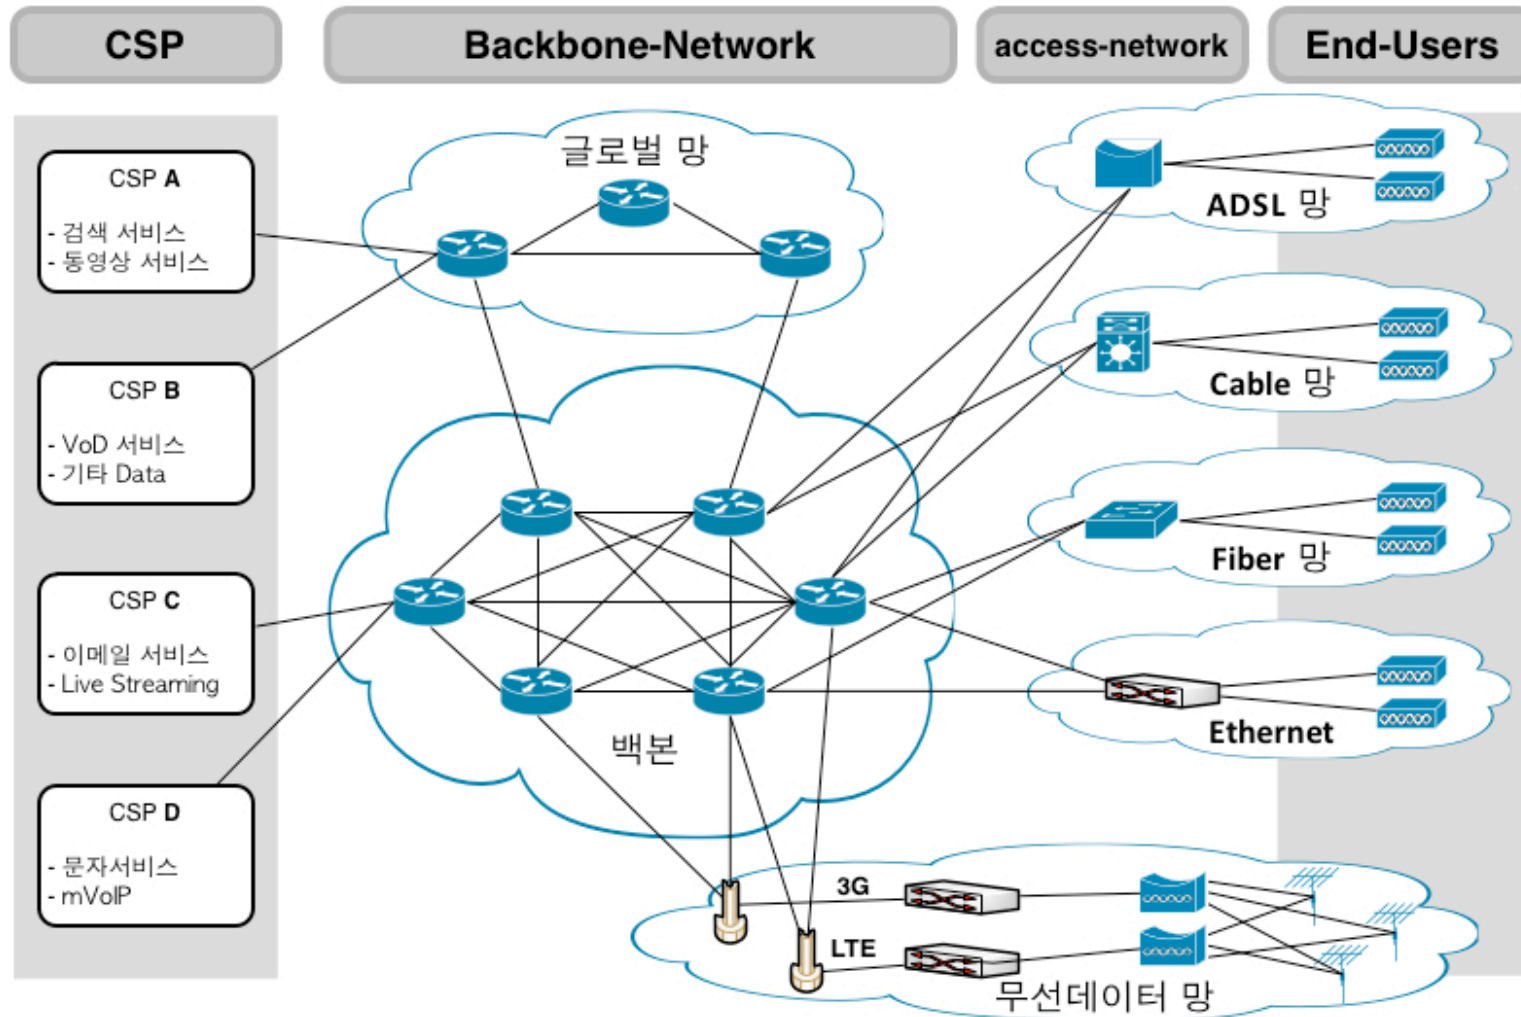 CSP
Backbone-Network
access-network
End-Users
CSP A
- 검색 서비스
- 동영상 서비스
CSP B
- VoD 서비스
- 기타 Data
CSP C
- 이메일 서비스
- Live Streaming
CSP D
- 문자서비스
- mVoIP
글로벌 망
백본
ADSL 망
Cable 망
Fiber 망
Ethernet
3G
LTE
무선데이터 망